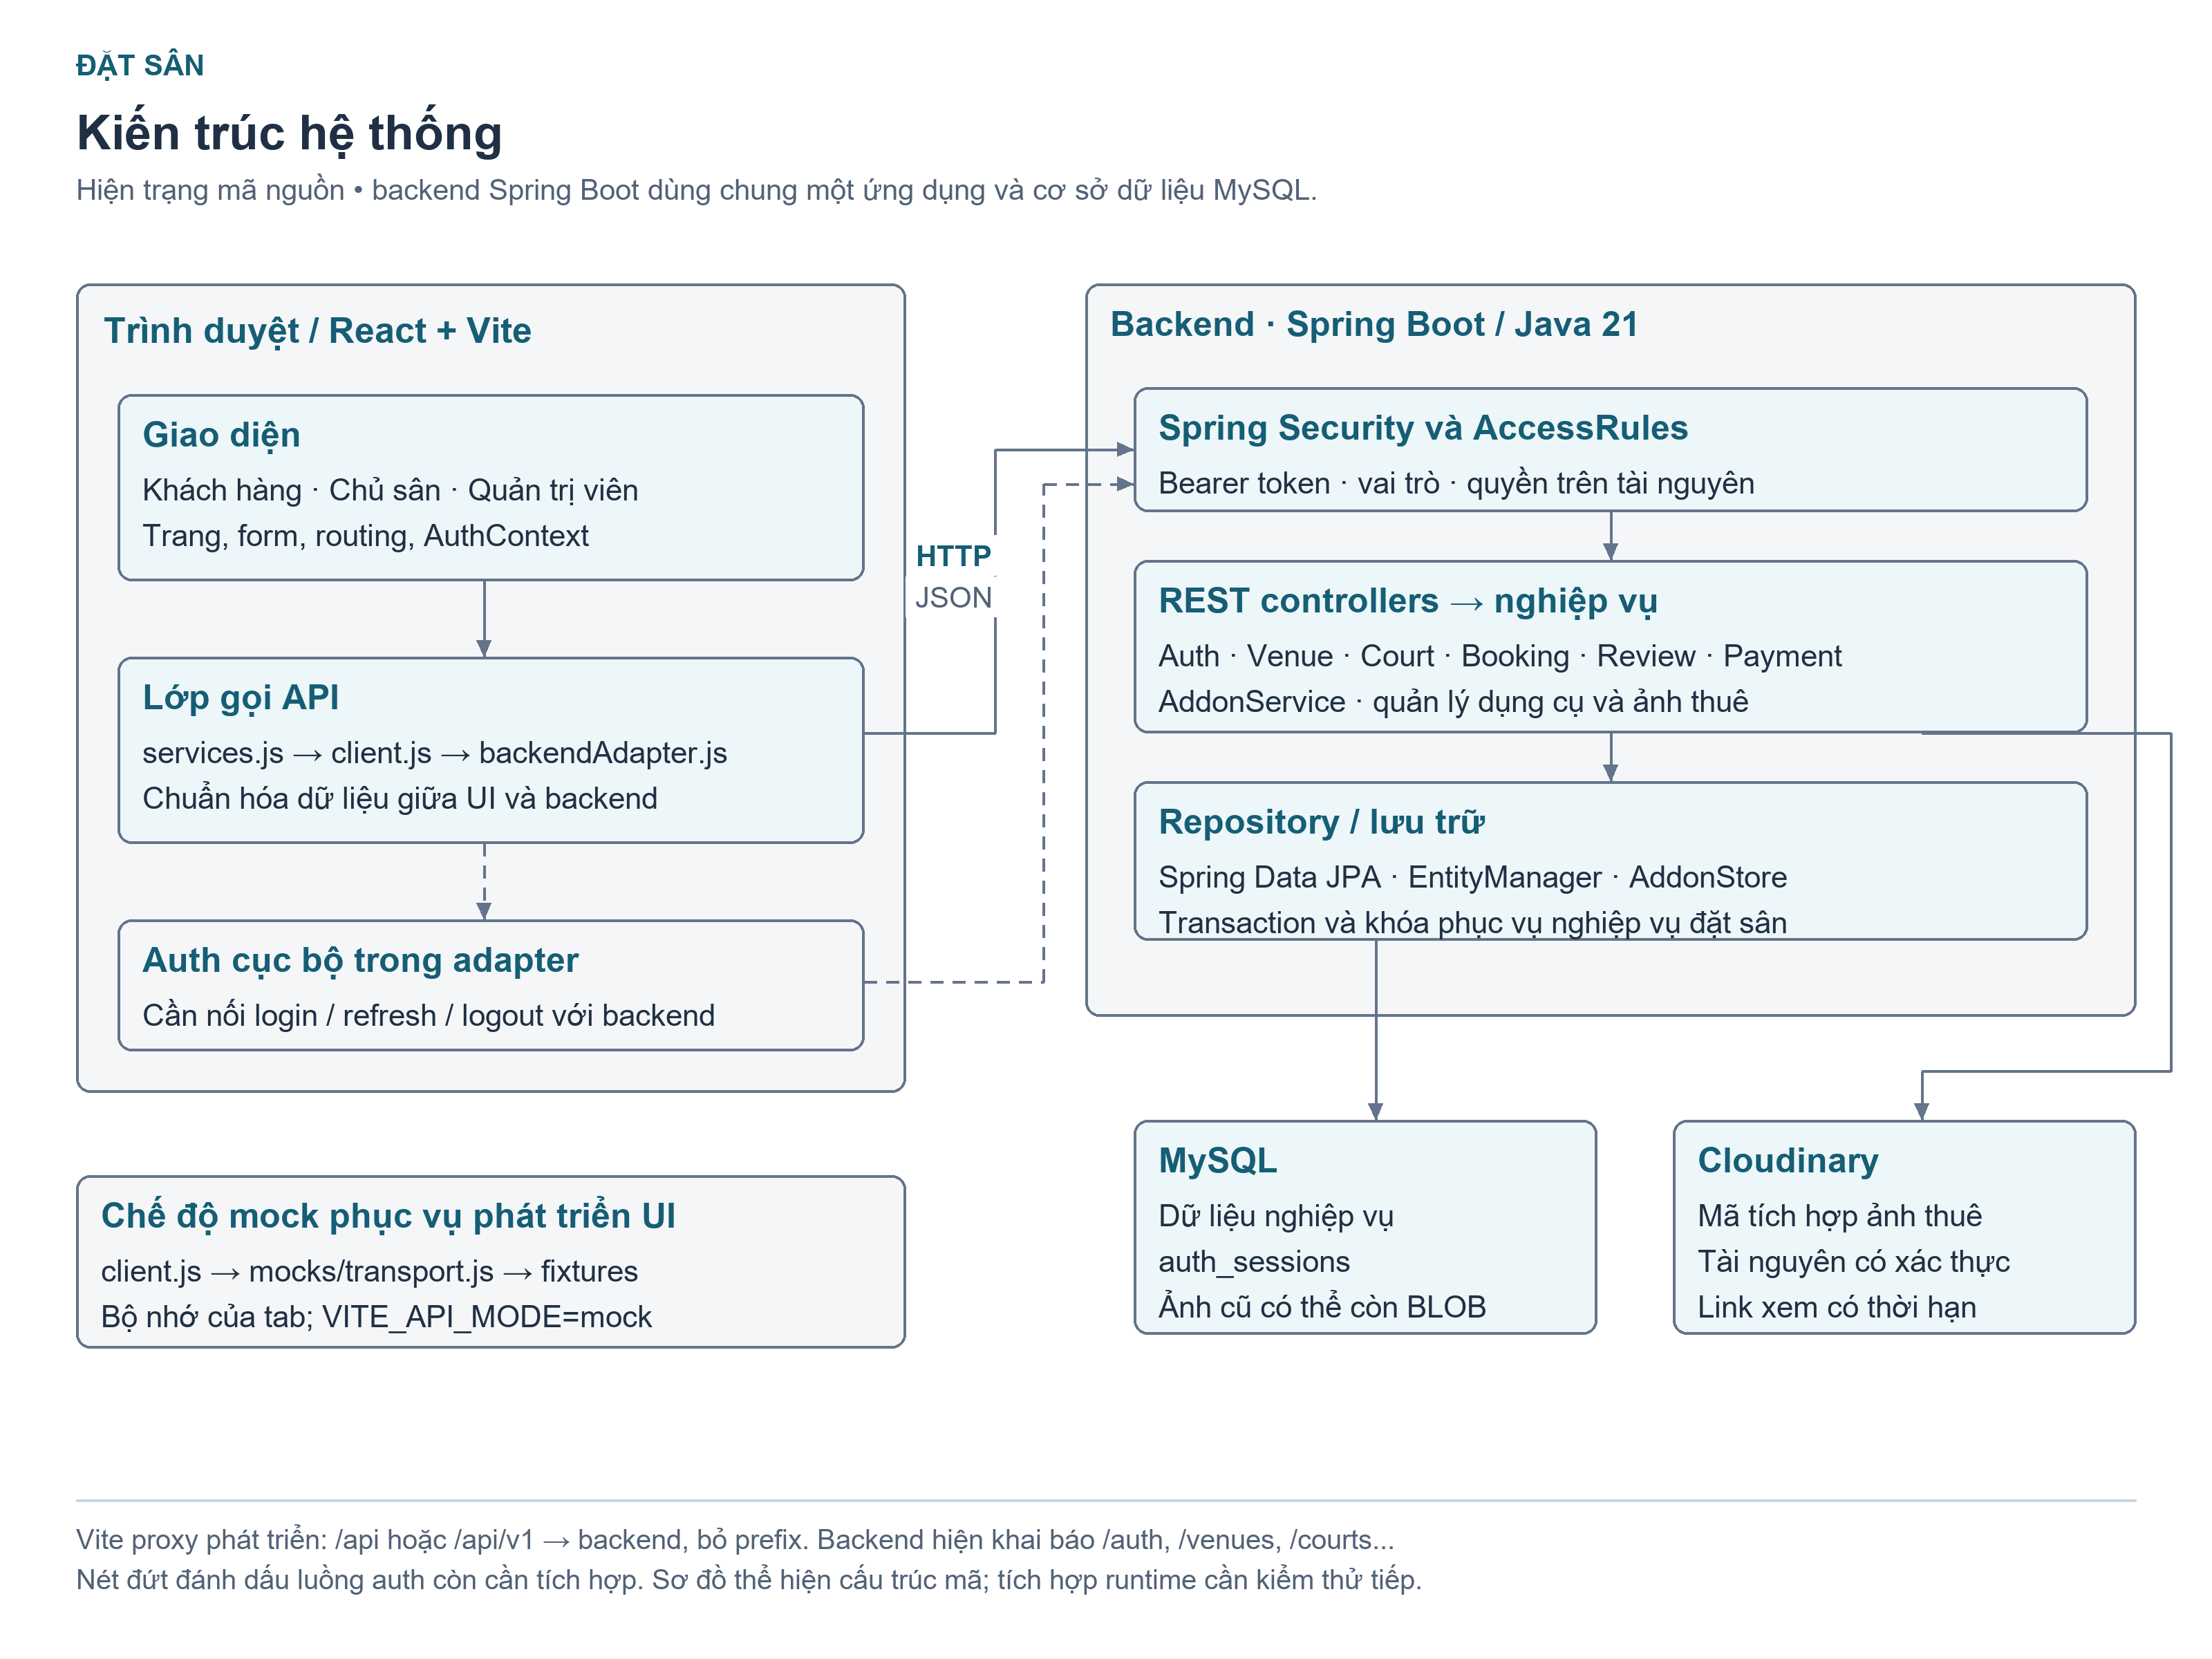 ĐẶT SÂN
Kiến trúc hệ thống
Hiện trạng mã nguồn • backend Spring Boot dùng chung một ứng dụng và cơ sở dữ liệu MySQL.
Trình duyệt / React + Vite
Giao diện
Khách hàng · Chủ sân · Quản trị viên
Trang, form, routing, AuthContext
Lớp gọi API
services.js → client.js → backendAdapter.js
Chuẩn hóa dữ liệu giữa UI và backend
Auth cục bộ trong adapter
Cần nối login / refresh / logout với backend
HTTP
JSON
Backend · Spring Boot / Java 21
Spring Security và AccessRules
Bearer token · vai trò · quyền trên tài nguyên
REST controllers → nghiệp vụ
Auth · Venue · Court · Booking · Review · Payment
AddonService · quản lý dụng cụ và ảnh thuê
Repository / lưu trữ
Spring Data JPA · EntityManager · AddonStore
Transaction và khóa phục vụ nghiệp vụ đặt sân
Chế độ mock phục vụ phát triển UI
client.js → mocks/transport.js → fixtures
Bộ nhớ của tab; VITE_API_MODE=mock
MySQL
Dữ liệu nghiệp vụ
auth_sessions
Ảnh cũ có thể còn BLOB
Cloudinary
Mã tích hợp ảnh thuê
Tài nguyên có xác thực
Link xem có thời hạn
Vite proxy phát triển: /api hoặc /api/v1 → backend, bỏ prefix. Backend hiện khai báo /auth, /venues, /courts...
Nét đứt đánh dấu luồng auth còn cần tích hợp. Sơ đồ thể hiện cấu trúc mã; tích hợp runtime cần kiểm thử tiếp.